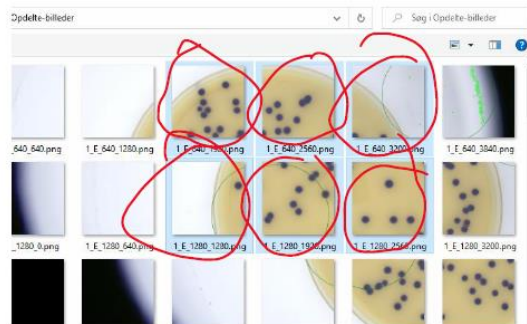 Opdelte-billeder
Søg i Opdelte-billeder
_640_640.png 1_E_640_1280.png 1_E_640_1920.png 1_E_640_2560.png 1_E_640_3200.png 1_E_640_3840.png
_1280_0.png 1_E_1280_640.png 1_E_1280_1280.png 1_E_1280_1920.png 1_E_1280_2560.png 1_E_1280_3200.png